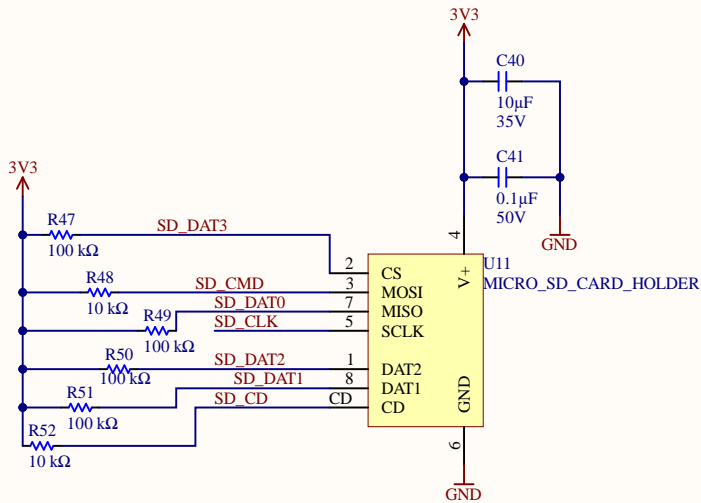 3V3
C40
10µF
35V
C41
0.1µF
50V
GND
4
3V3
R47
100 kΩ
SD_DAT3
R48
10 kΩ
SD_CMD
SD_DAT0
R49
100 kΩ
SD_CLK
R50
100 kΩ
SD_DAT2
R51
100 kΩ
SD_DAT1
R52
10 kΩ
SD_CD
CD
2
3
7
5
1
8
CS
MOSI
MISO
SCLK
DAT2
DAT1
CD
V+
GND
U11
MICRO_SD_CARD_HOLDER
6
GND